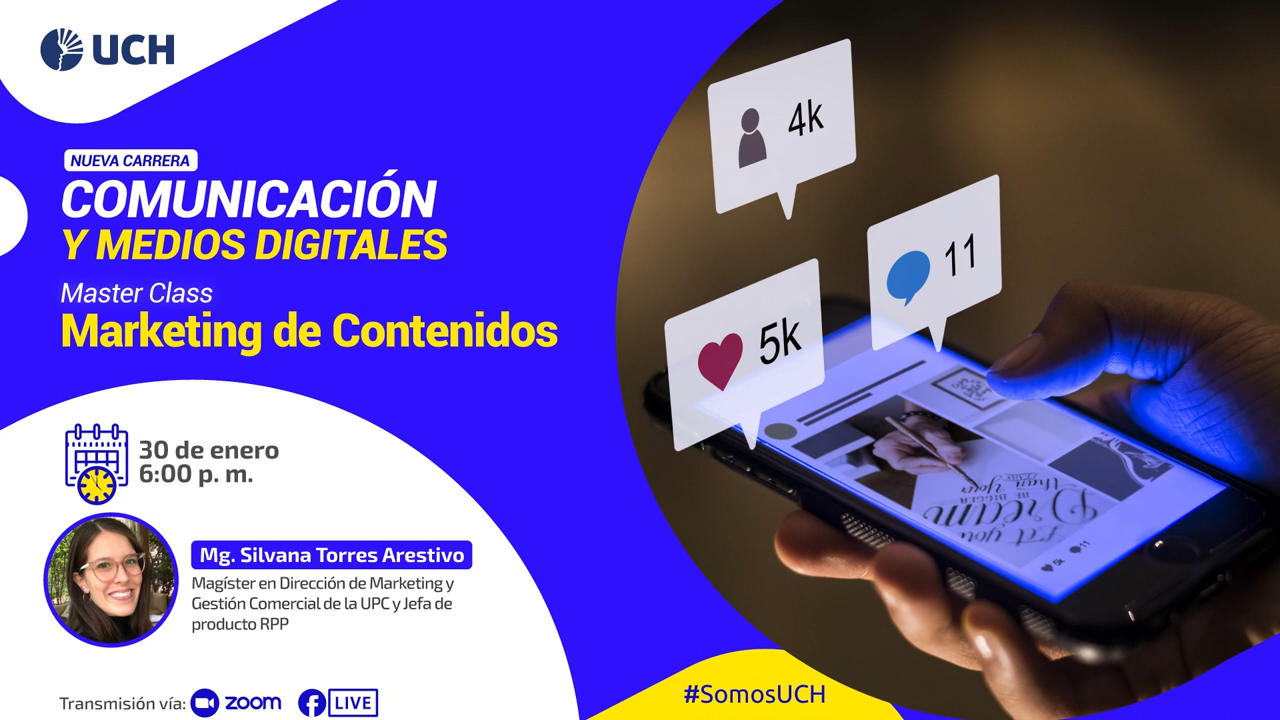 UCH
NUEVA CARRERA
COMUNICACIÓN
Y MEDIOS DIGITALES
Master Class
Marketing de Contenidos
30 de enero
6:00 p. m.
Mg. Silvana Torres Arestivo
Magíster en Dirección de Marketing y
Gestión Comercial de la UPC y Jefa de
producto RPP
Transmisión vía: zoom LIVE
4k
11
5k
Dream
#SomosUCH